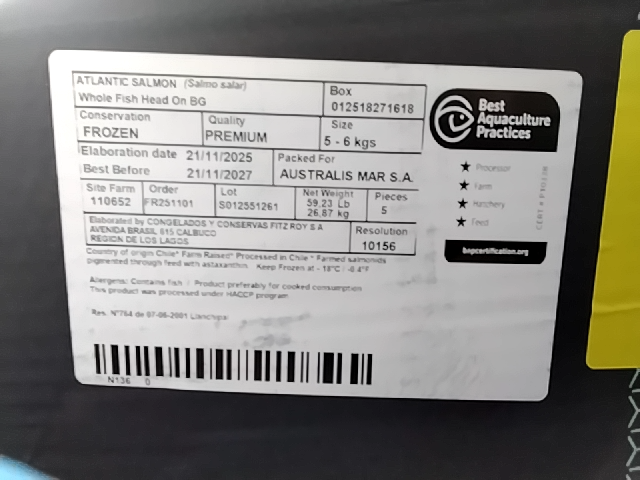 ATLANTIC SALMON (Salmo salar)
Whole Fish Head On BG
Box
012518271618
Conservation
FROZEN
Quality
PREMIUM
Size
5 - 6 kgs
Elaboration date 21/11/2025
Best Before 21/11/2027
Packed For
AUSTRALIS MAR S.A.
Site Farm
110652
Order
FR251101
Lot
S012551261
Net Weight
59,23 Lb
26,87 kg
Pieces
5
Elaborated by CONGELADOS Y CONSERVAS FITZ ROY S A
AVENIDA BRASIL 615 CALBUCO
REGION DE LOS LAGOS
Resolution
10156
Country of origin Chile* Farm Raised* Processed in Chile* Farmed salmonids
pigmented through feed with astaxanthin. Keep Frozen at - 18°C / -0.4°F
Allergens: Contains fish / Product preferably for cooked consumption
This product was processed under HACCP program
Res. N°764 de 07-06-2001
N136 0
Best
Aquaculture
Practices
Processor
Farm
Hatchery
Feed
bapcertification.org